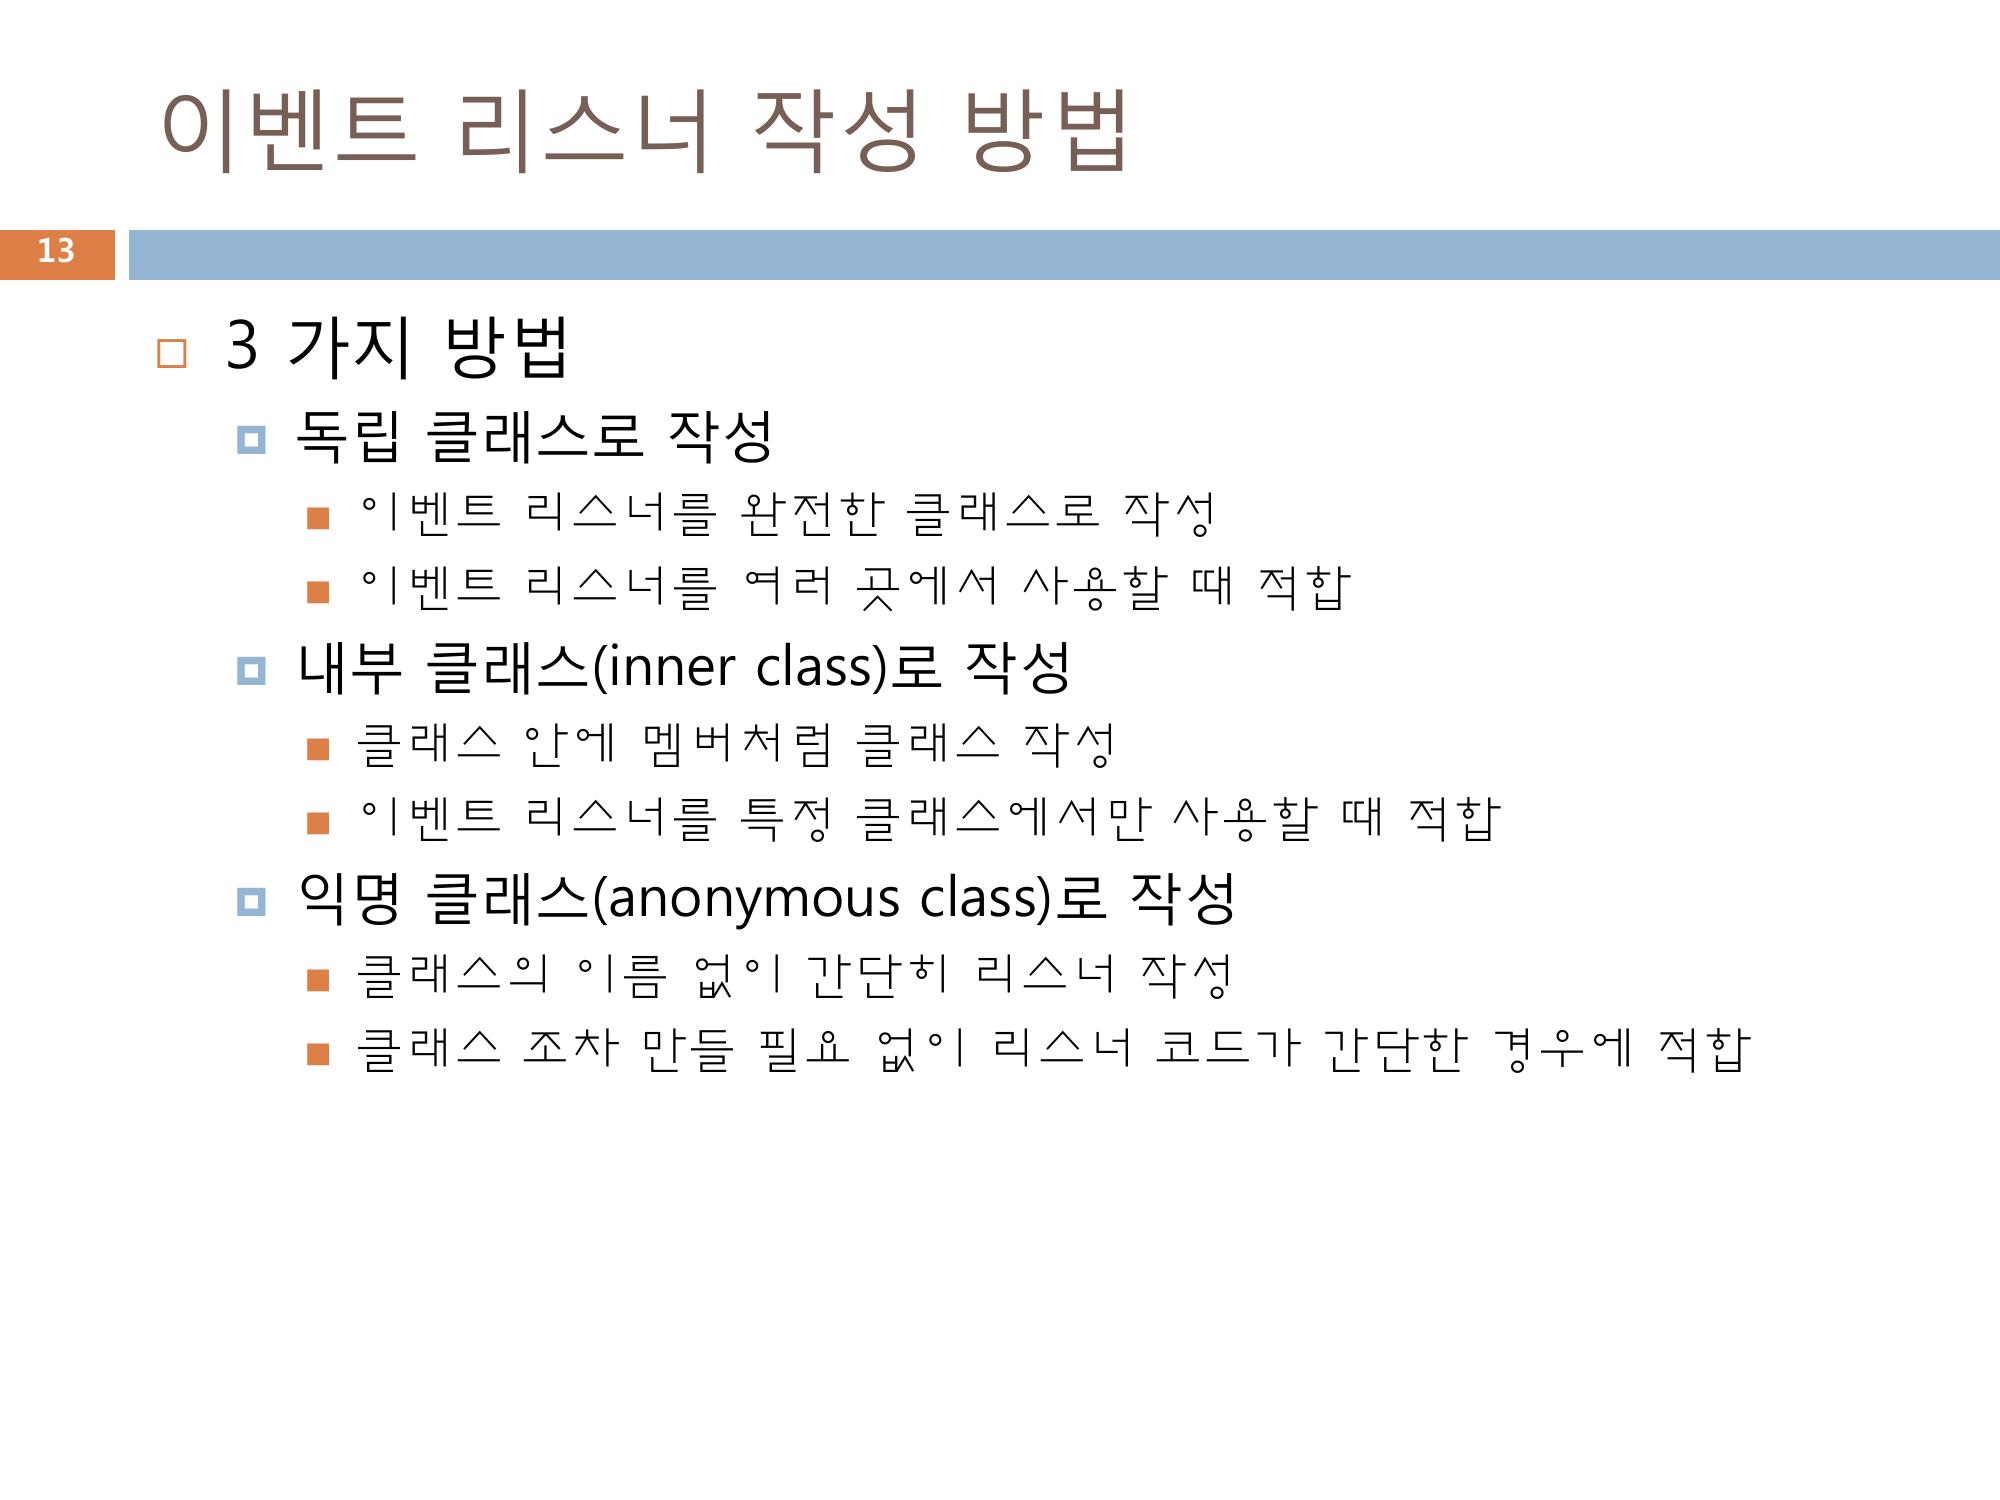 이벤트 리스너 작성 방법
13
3 가지 방법
독립 클래스로 작성
이벤트 리스너를 완전한 클래스로 작성
이벤트 리스너를 여러 곳에서 사용할 때 적합
내부 클래스(inner class)로 작성
클래스 안에 멤버처럼 클래스 작성
이벤트 리스너를 특정 클래스에서만 사용할 때 적합
익명 클래스(anonymous class)로 작성
클래스의 이름 없이 간단히 리스너 작성
클래스 조차 만들 필요 없이 리스너 코드가 간단한 경우에 적합